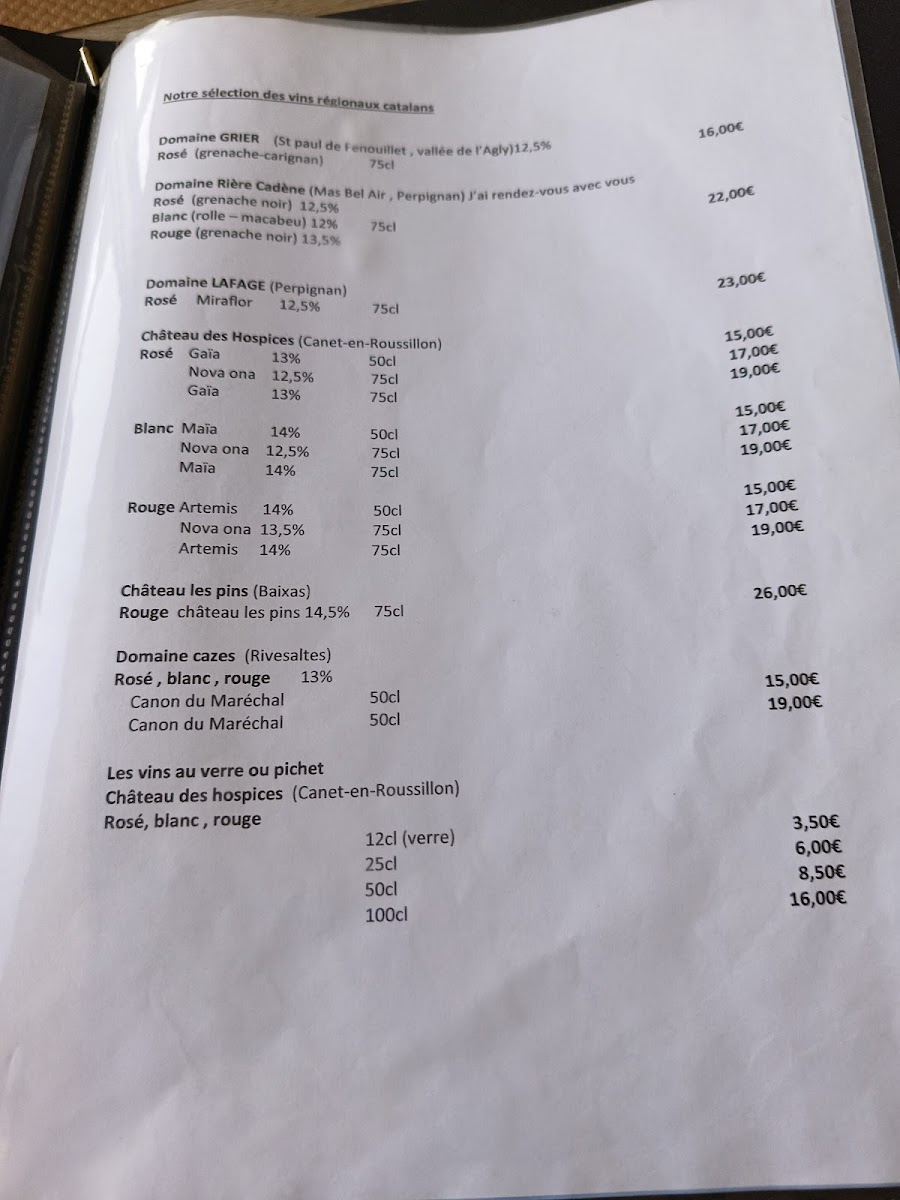 Notre sélection des vins régionaux catalans
Domaine GRIER (St paul de Fenouillet , vallée de l'Agly)12,5% 16,00€
Rosé (grenache-carignan) 75cl
Domaine Rière Cadène (Mas Bel Air , Perpignan) J'ai rendez-vous avec vous
Rosé (grenache noir) 12,5% 22,00€
Blanc (rolle – macabeu) 12% 75cl
Rouge (grenache noir) 13,5%
Domaine LAFAGE (Perpignan) 23,00€
Rosé Miraflor 12,5% 75cl
Château des Hospices (Canet-en-Roussillon)
Rosé Gaïa 13% 50cl 15,00€
Nova ona 12,5% 75cl 17,00€
Gaïa 13% 75cl 19,00€
Blanc Maïa 14% 50cl 15,00€
Nova ona 12,5% 75cl 17,00€
Maïa 14% 75cl 19,00€
Rouge Artemis 14% 50cl 15,00€
Nova ona 13,5% 75cl 17,00€
Artemis 14% 75cl 19,00€
Château les pins (Baixas)
Rouge château les pins 14,5% 75cl 26,00€
Domaine cazes (Rivesaltes)
Rosé , blanc , rouge 13%
Canon du Maréchal 50cl 15,00€
Canon du Maréchal 50cl 19,00€
Les vins au verre ou pichet
Château des hospices (Canet-en-Roussillon)
Rosé, blanc , rouge
12cl (verre) 3,50€
25cl 6,00€
50cl 8,50€
100cl 16,00€